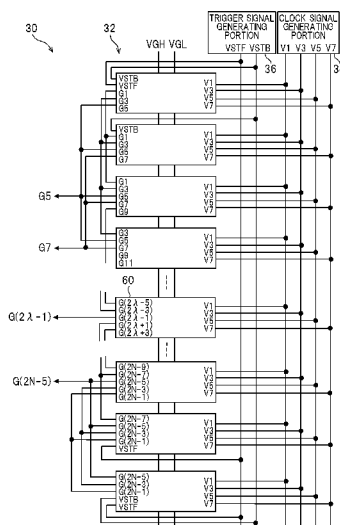 TRIGGER SIGNAL GENERATING PORTION
CLOCK SIGNAL GENERATING PORTION
30
32
VGH VGL
VSTF VSTB
V1 V3 V5 V7
36
VSTB
VSTF
G1
G3
G5
V1
V3
V5
V7
VSTB
G1
G3
G5
G7
V1
V3
V5
V7
G1
G3
G5
G7
G9
V1
V3
V5
V7
G5
G3
G5
G7
G9
G11
V1
V3
V5
V7
G7
60
G(2λ-5)
G(2λ-3)
G(2λ-1)
G(2λ+1)
G(2λ+3)
V1
V3
V5
V7
G(2λ-1)
G(2N-9)
G(2N-7)
G(2N-5)
G(2N-3)
G(2N-1)
V1
V3
V5
V7
G(2N-5)
G(2N-7)
G(2N-5)
G(2N-3)
G(2N-1)
VSTF
V1
V3
V5
V7
G(2N-5)
G(2N-3)
G(2N-1)
VSTB
VSTF
V1
V3
V5
V7